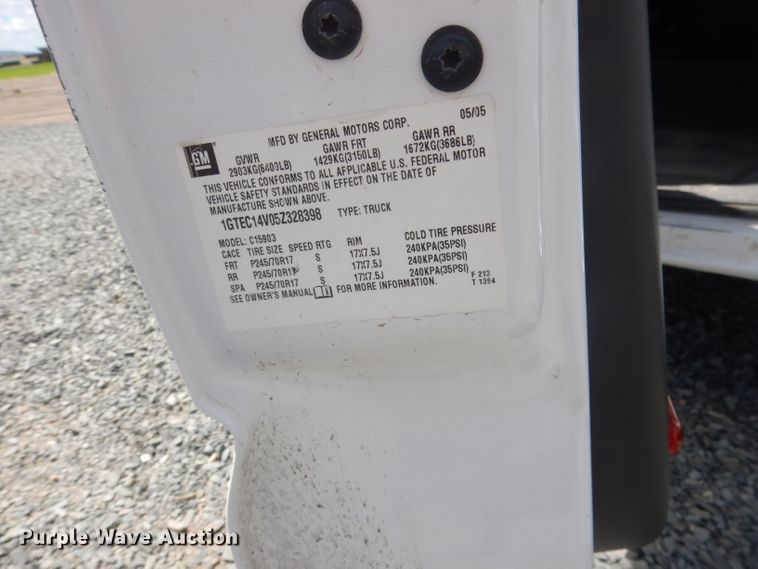 05/05
MFD BY GENERAL MOTORS CORP.
GM
GVWR GAWR FRT GAWR RR
2903KG(6400LB) 1429KG(3150LB) 1672KG(3686LB)
THIS VEHICLE CONFORMS TO ALL APPLICABLE U.S. FEDERAL MOTOR
VEHICLE SAFETY STANDARDS IN EFFECT ON THE DATE OF
MANUFACTURE SHOWN ABOVE.
1GTEC14V05Z328398 TYPE: TRUCK
MODEL: C15903
CACE TIRE SIZE SPEED RTG RIM COLD TIRE PRESSURE
FRT P245/70R17 S 17X7.5J 240KPA(35PSI)
RR P245/70R17 S 17X7.5J 240KPA(35PSI)
SPA P245/70R17 S 17X7.5J 240KPA(35PSI)
SEE OWNER'S MANUAL FOR MORE INFORMATION.
F 213
T 1394
Purple Wave Auction